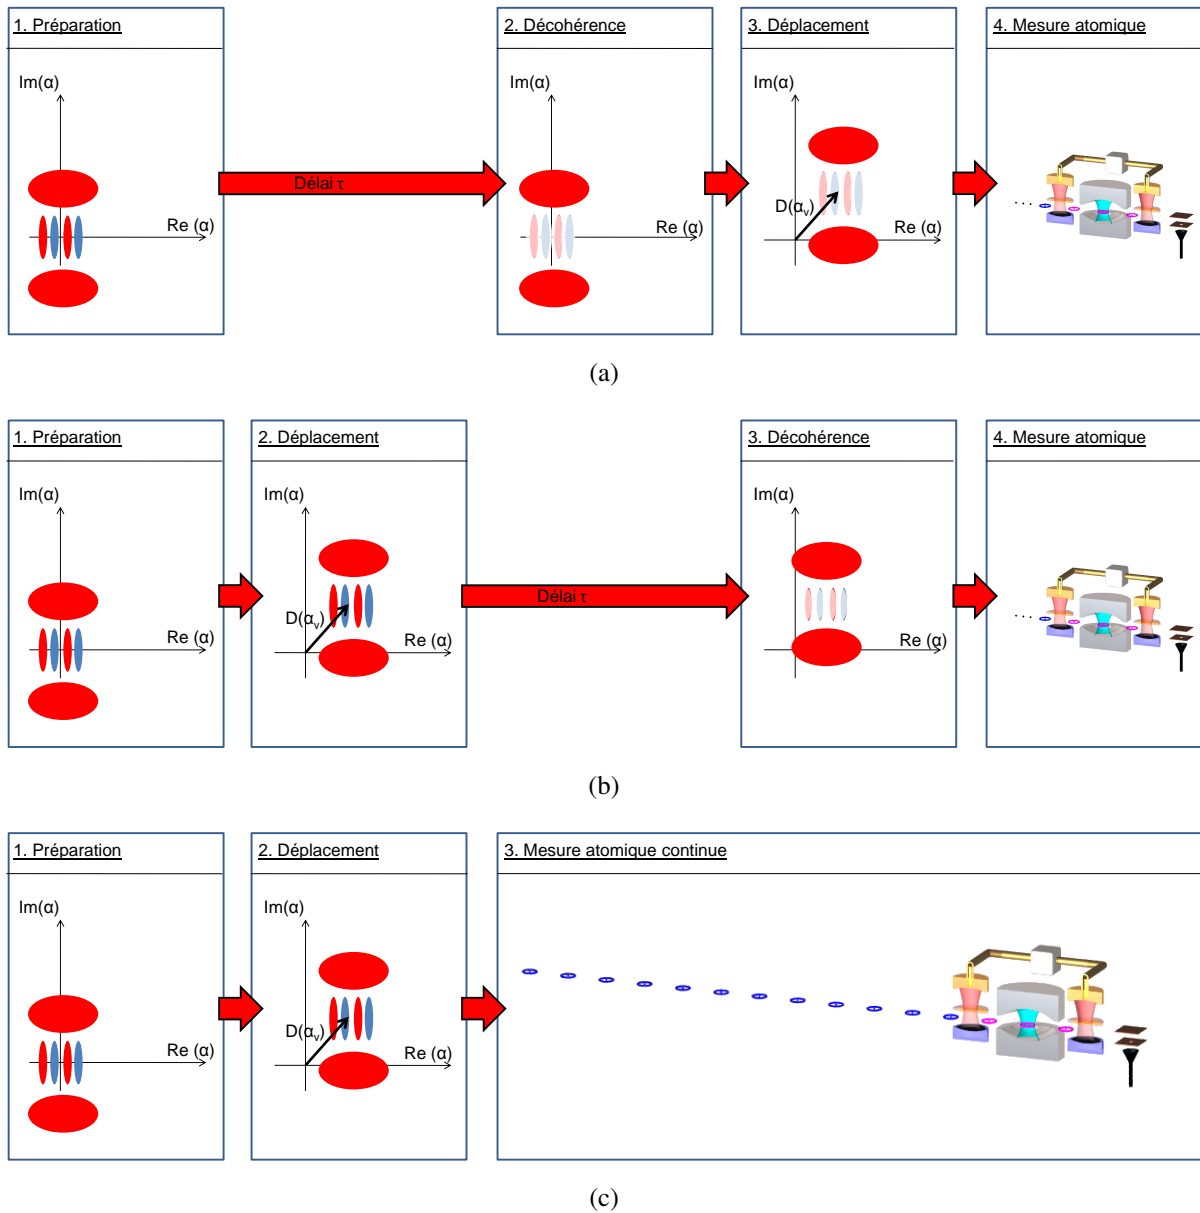 1. Préparation
2. Décohérence
3. Déplacement
4. Mesure atomique
Im(α)
Im(α)
Im(α)
Délai τ
D(αv)
Re (α)
Re (α)
Re (α)
...
(a)
1. Préparation
2. Déplacement
3. Décohérence
4. Mesure atomique
Im(α)
Im(α)
Im(α)
Délai τ
D(αv)
Re (α)
Re (α)
Re (α)
...
(b)
1. Préparation
2. Déplacement
3. Mesure atomique continue
Im(α)
Im(α)
D(αv)
Re (α)
Re (α)
(c)